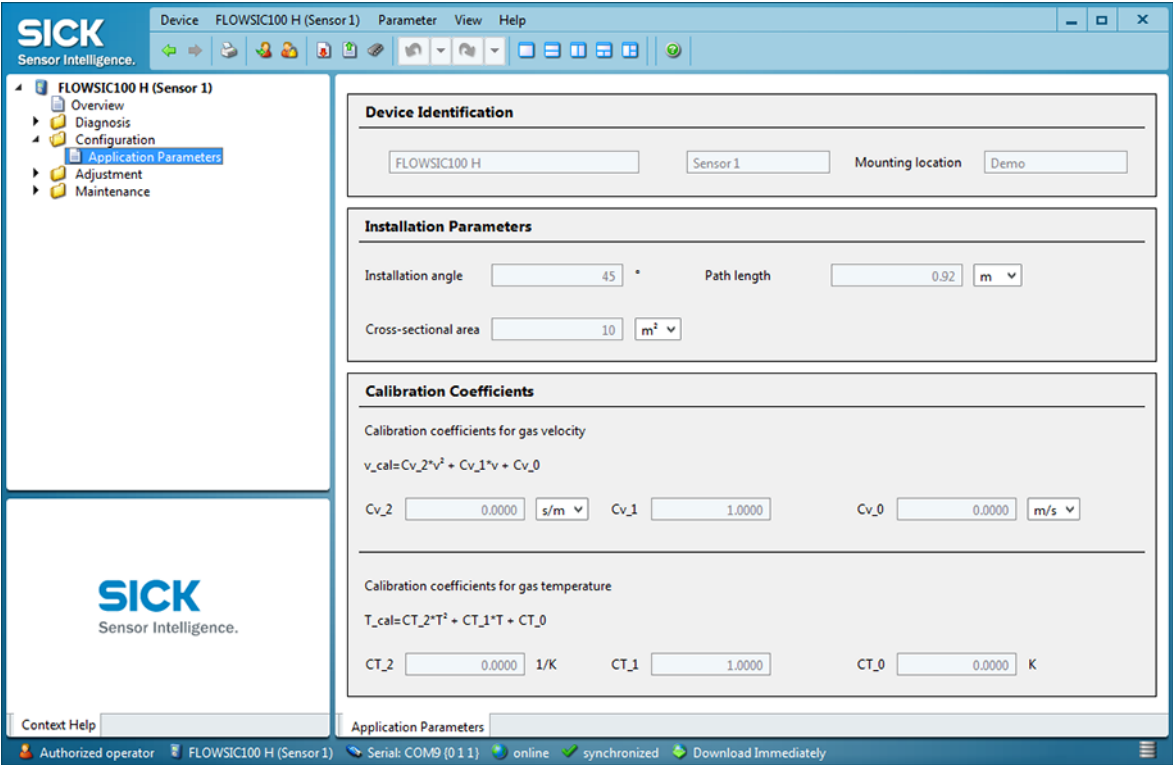 SICK
Sensor Intelligence.
Device FLOWSIC100 H (Sensor 1) Parameter View Help
FLOWSIC100 H (Sensor 1)
Overview
Diagnosis
Configuration
Application Parameters
Adjustment
Maintenance
SICK
Sensor Intelligence.
Context Help
Device Identification
FLOWSIC100 H Sensor 1 Mounting location Demo
Installation Parameters
Installation angle 45 ° Path length 0.92 m
Cross-sectional area 10 m²
Calibration Coefficients
Calibration coefficients for gas velocity
v_cal=Cv_2*v² + Cv_1*v + Cv_0
Cv_2 0.0000 s/m Cv_1 1.0000 Cv_0 0.0000 m/s
Calibration coefficients for gas temperature
T_cal=CT_2*T² + CT_1*T + CT_0
CT_2 0.0000 1/K CT_1 1.0000 CT_0 0.0000 K
Application Parameters
Authorized operator FLOWSIC100 H (Sensor 1) Serial: COM9 {0 1 1} online synchronized Download Immediately